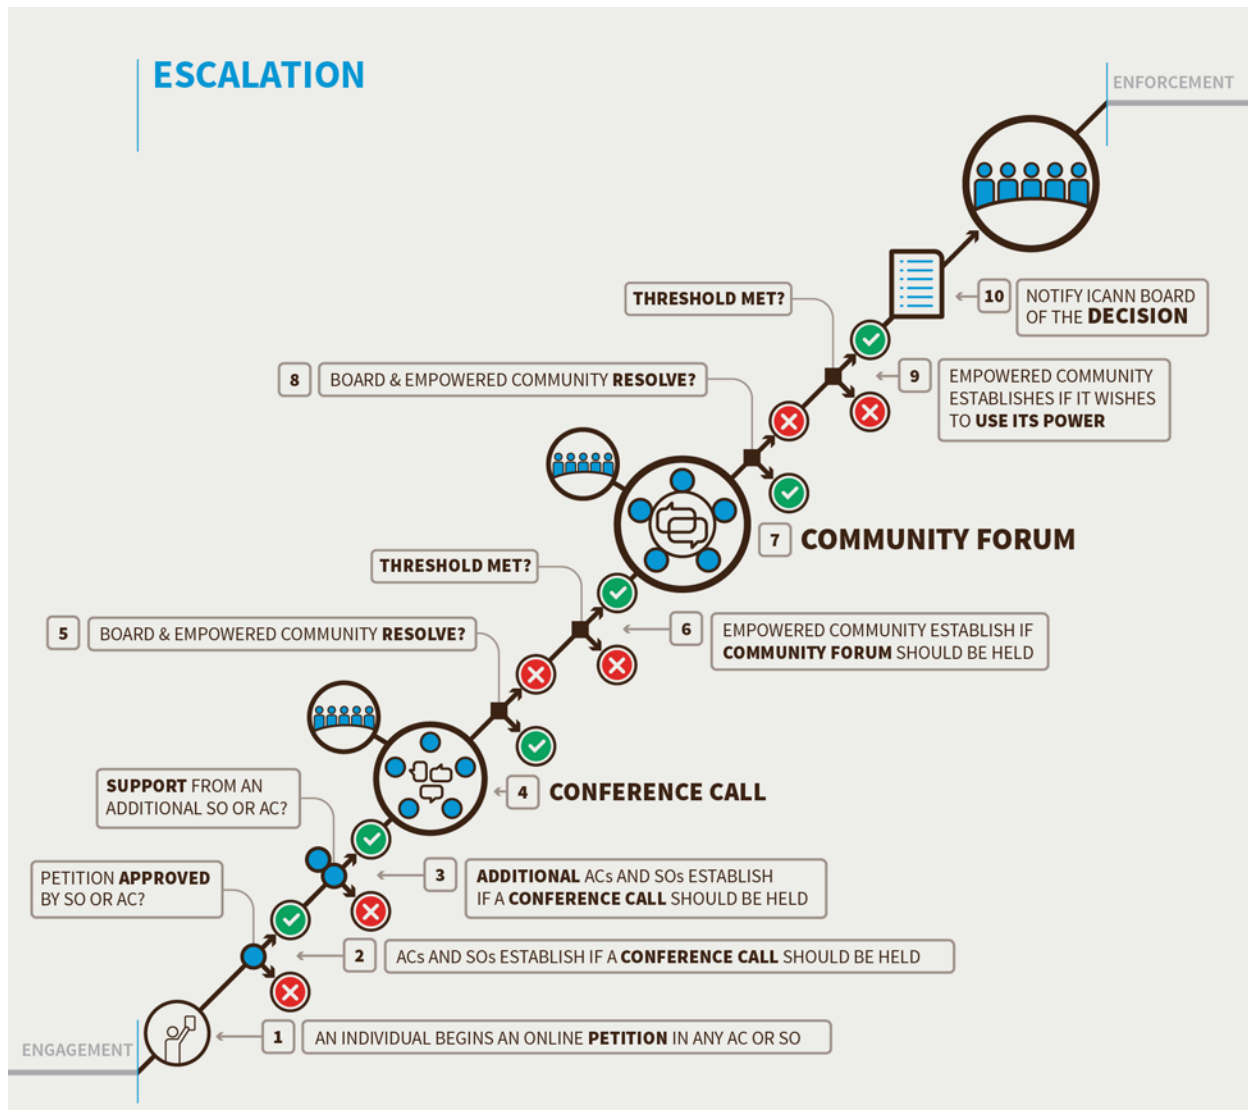 ESCALATION
ENFORCEMENT
10
NOTIFY ICANN BOARD
OF THE DECISION
THRESHOLD MET?
9
EMPOWERED COMMUNITY
ESTABLISHES IF IT WISHES
TO USE ITS POWER
8
BOARD & EMPOWERED COMMUNITY RESOLVE?
7
COMMUNITY FORUM
THRESHOLD MET?
6
EMPOWERED COMMUNITY ESTABLISH IF
COMMUNITY FORUM SHOULD BE HELD
5
BOARD & EMPOWERED COMMUNITY RESOLVE?
4
CONFERENCE CALL
SUPPORT FROM AN
ADDITIONAL SO OR AC?
3
ADDITIONAL ACs AND SOs ESTABLISH
IF A CONFERENCE CALL SHOULD BE HELD
PETITION APPROVED
BY SO OR AC?
2
ACs AND SOs ESTABLISH IF A CONFERENCE CALL SHOULD BE HELD
1
AN INDIVIDUAL BEGINS AN ONLINE PETITION IN ANY AC OR SO
ENGAGEMENT